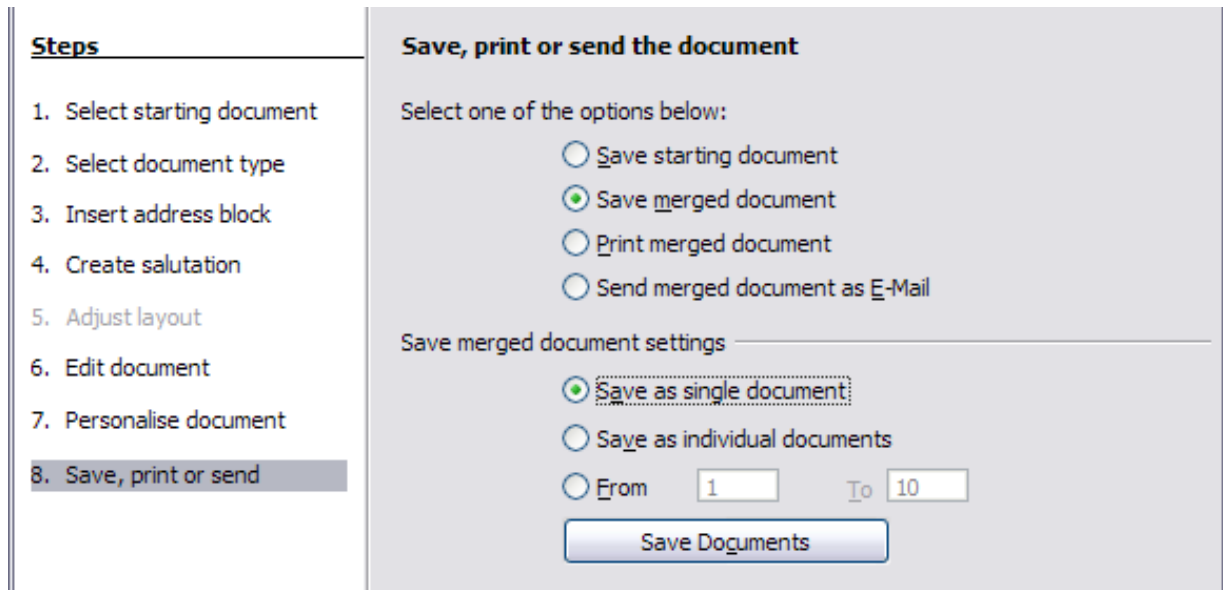 Steps
1. Select starting document
2. Select document type
3. Insert address block
4. Create salutation
5. Adjust layout
6. Edit document
7. Personalise document
8. Save, print or send
Save, print or send the document
Select one of the options below:
Save starting document
Save merged document
Print merged document
Send merged document as E-Mail
Save merged document settings
Save as single document
Save as individual documents
From 1 To 10
Save Documents